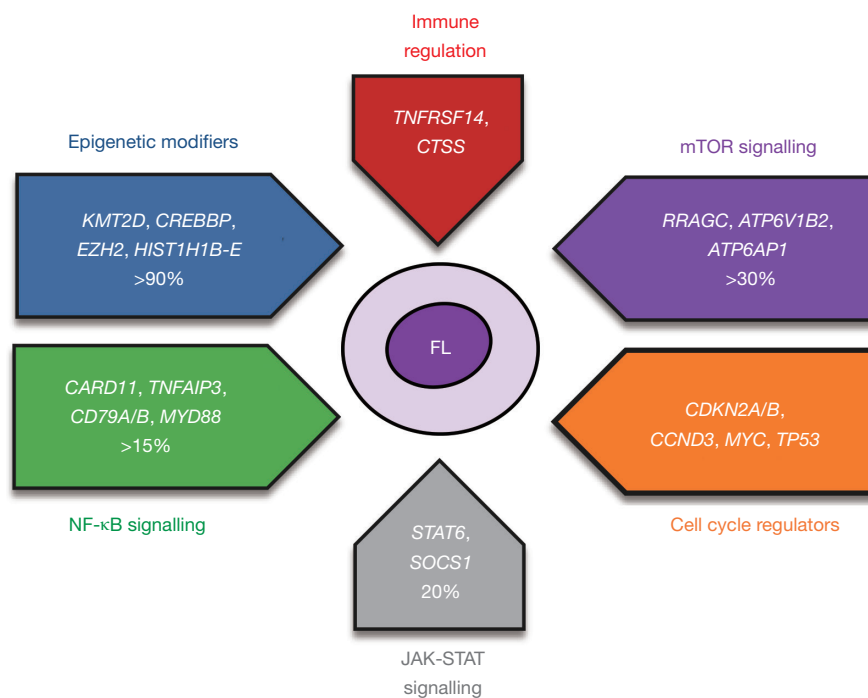 Immune
regulation
TNFRSF14,
CTSS
Epigenetic modifiers
KMT2D, CREBBP,
EZH2, HIST1H1B-E
>90%
mTOR signalling
RRAGC, ATP6V1B2,
ATP6AP1
>30%
FL
CARD11, TNFAIP3,
CD79A/B, MYD88
>15%
NF-κB signalling
CDKN2A/B,
CCND3, MYC, TP53
Cell cycle regulators
STAT6,
SOCS1
20%
JAK-STAT
signalling